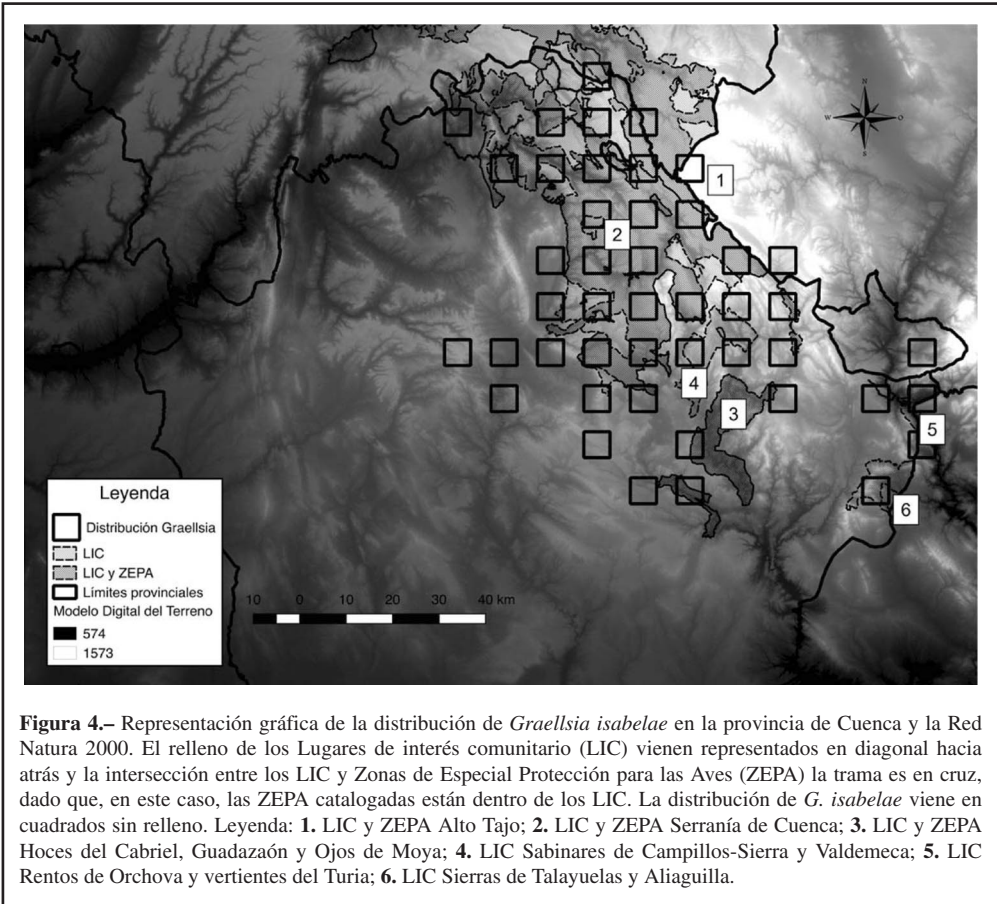 N
W
O
S
1
2
4
3
5
6
Leyenda
Distribución Graellsia
LIC
LIC y ZEPA
Límites provinciales
Modelo Digital del Terreno
574
1573
10 0 10 20 30 40 km
Figura 4.– Representación gráfica de la distribución de Graellsia isabelae en la provincia de Cuenca y la Red
Natura 2000. El relleno de los Lugares de interés comunitario (LIC) vienen representados en diagonal hacia
atrás y la intersección entre los LIC y Zonas de Especial Protección para las Aves (ZEPA) la trama es en cruz,
dado que, en este caso, las ZEPA catalogadas están dentro de los LIC. La distribución de G. isabelae viene en
cuadrados sin relleno. Leyenda: 1. LIC y ZEPA Alto Tajo; 2. LIC y ZEPA Serranía de Cuenca; 3. LIC y ZEPA
Hoces del Cabriel, Guadazaón y Ojos de Moya; 4. LIC Sabinares de Campillos-Sierra y Valdemeca; 5. LIC
Rentos de Orchova y vertientes del Turia; 6. LIC Sierras de Talayuelas y Aliaguilla.